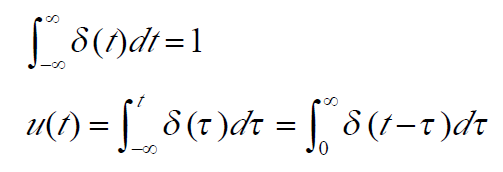 ∫_{-∞}^{∞} δ(t)dt = 1
u(t) = ∫_{-∞}^{t} δ(τ)dτ = ∫_{0}^{∞} δ(t−τ)dτ